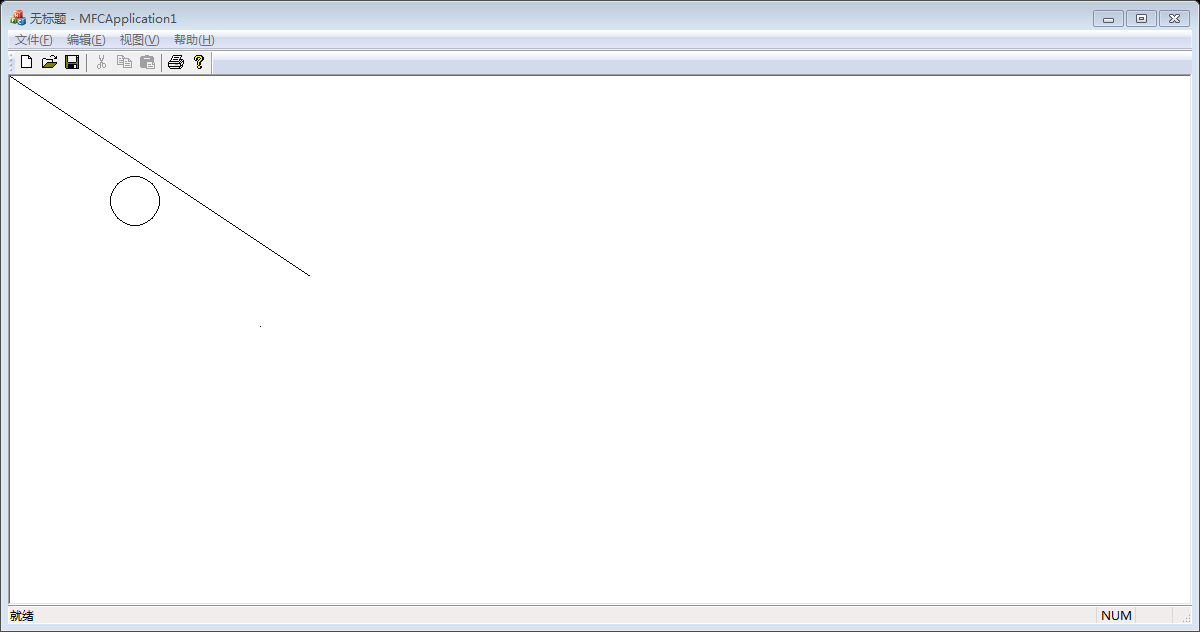 无标题 - MFCApplication1
文件(F) 编辑(E) 视图(V) 帮助(H)
就绪 NUM